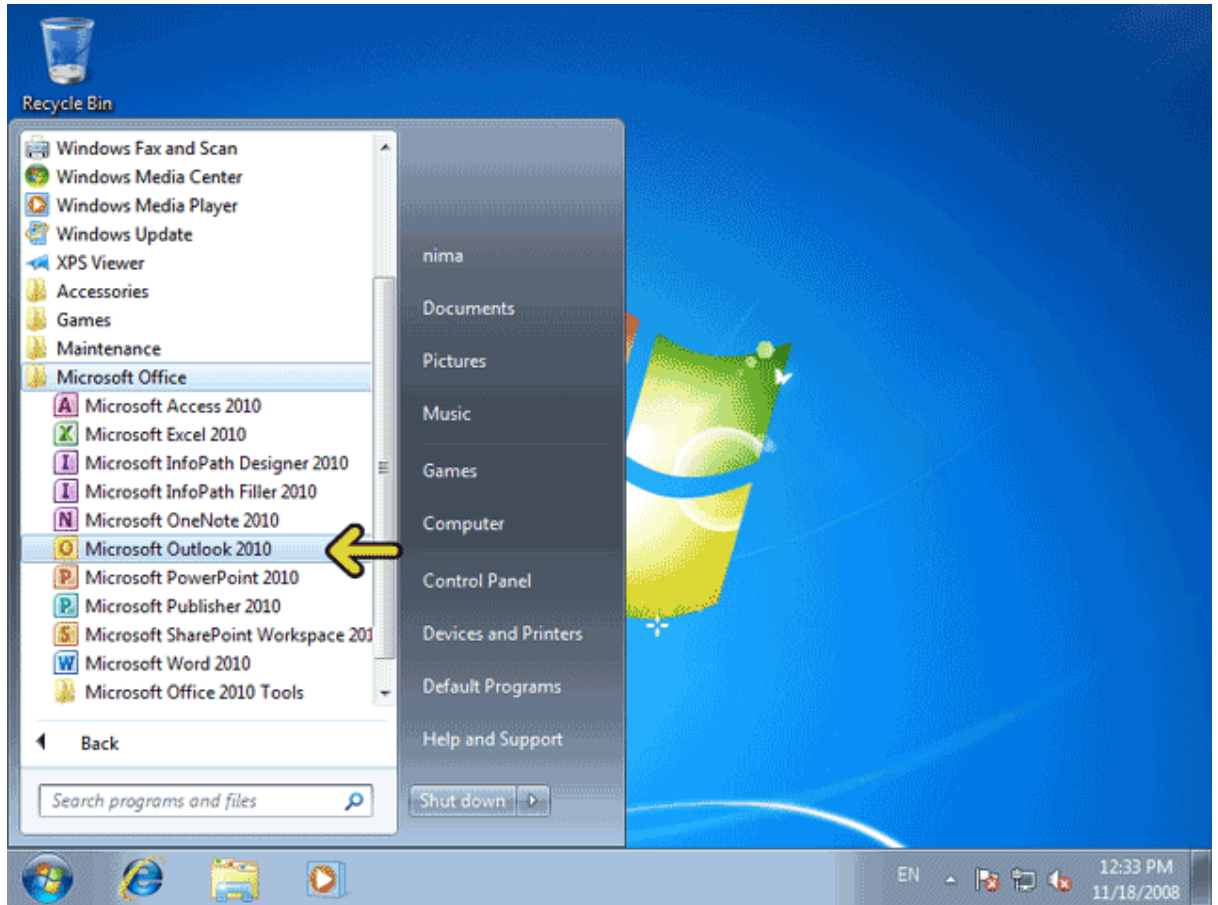 Recycle Bin
Windows Fax and Scan
Windows Media Center
Windows Media Player
Windows Update
XPS Viewer
Accessories
Games
Maintenance
Microsoft Office
A Microsoft Access 2010
X Microsoft Excel 2010
I Microsoft InfoPath Designer 2010
I Microsoft InfoPath Filler 2010
N Microsoft OneNote 2010
O Microsoft Outlook 2010
P Microsoft PowerPoint 2010
P Microsoft Publisher 2010
S Microsoft SharePoint Workspace 201
W Microsoft Word 2010
Microsoft Office 2010 Tools
Back
Search programs and files
nima
Documents
Pictures
Music
Games
Computer
Control Panel
Devices and Printers
Default Programs
Help and Support
Shut down
EN
12:33 PM
11/18/2008